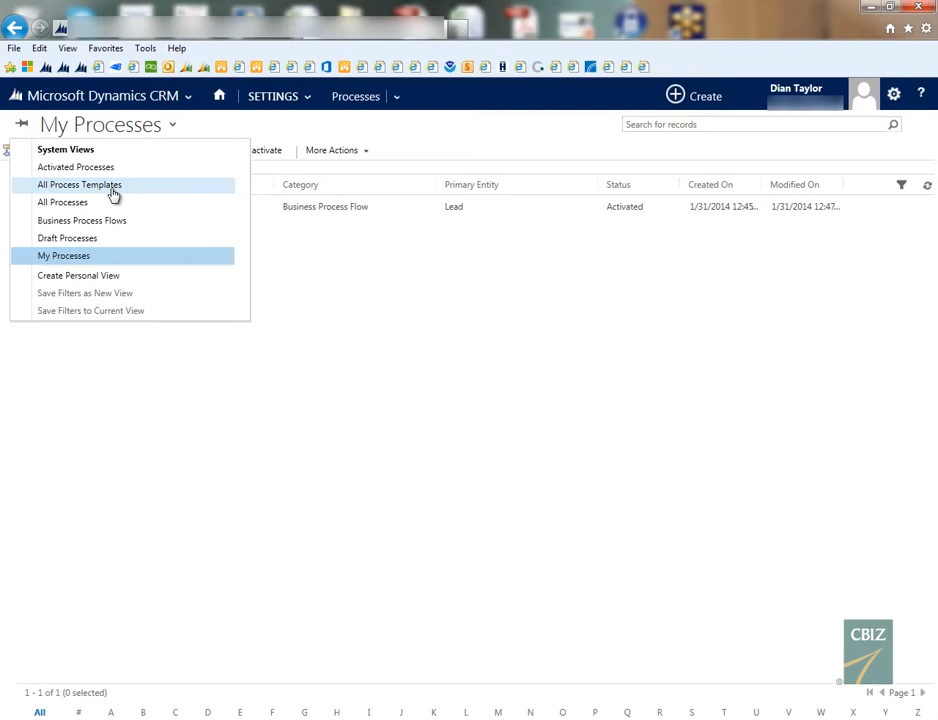 File Edit View Favorites Tools Help
Microsoft Dynamics CRM SETTINGS Processes Create Dian Taylor ?
My Processes
Search for records
System Views
Activated Processes
All Process Templates
All Processes
Business Process Flows
Draft Processes
My Processes
Create Personal View
Save Filters as New View
Save Filters to Current View
activate More Actions
Category Primary Entity Status Created On Modified On
Business Process Flow Lead Activated 1/31/2014 12:45... 1/31/2014 12:47...
CBIZ
®
1 - 1 of 1 (0 selected) Page 1
All # A B C D E F G H I J K L M N O P Q R S T U V W X Y Z